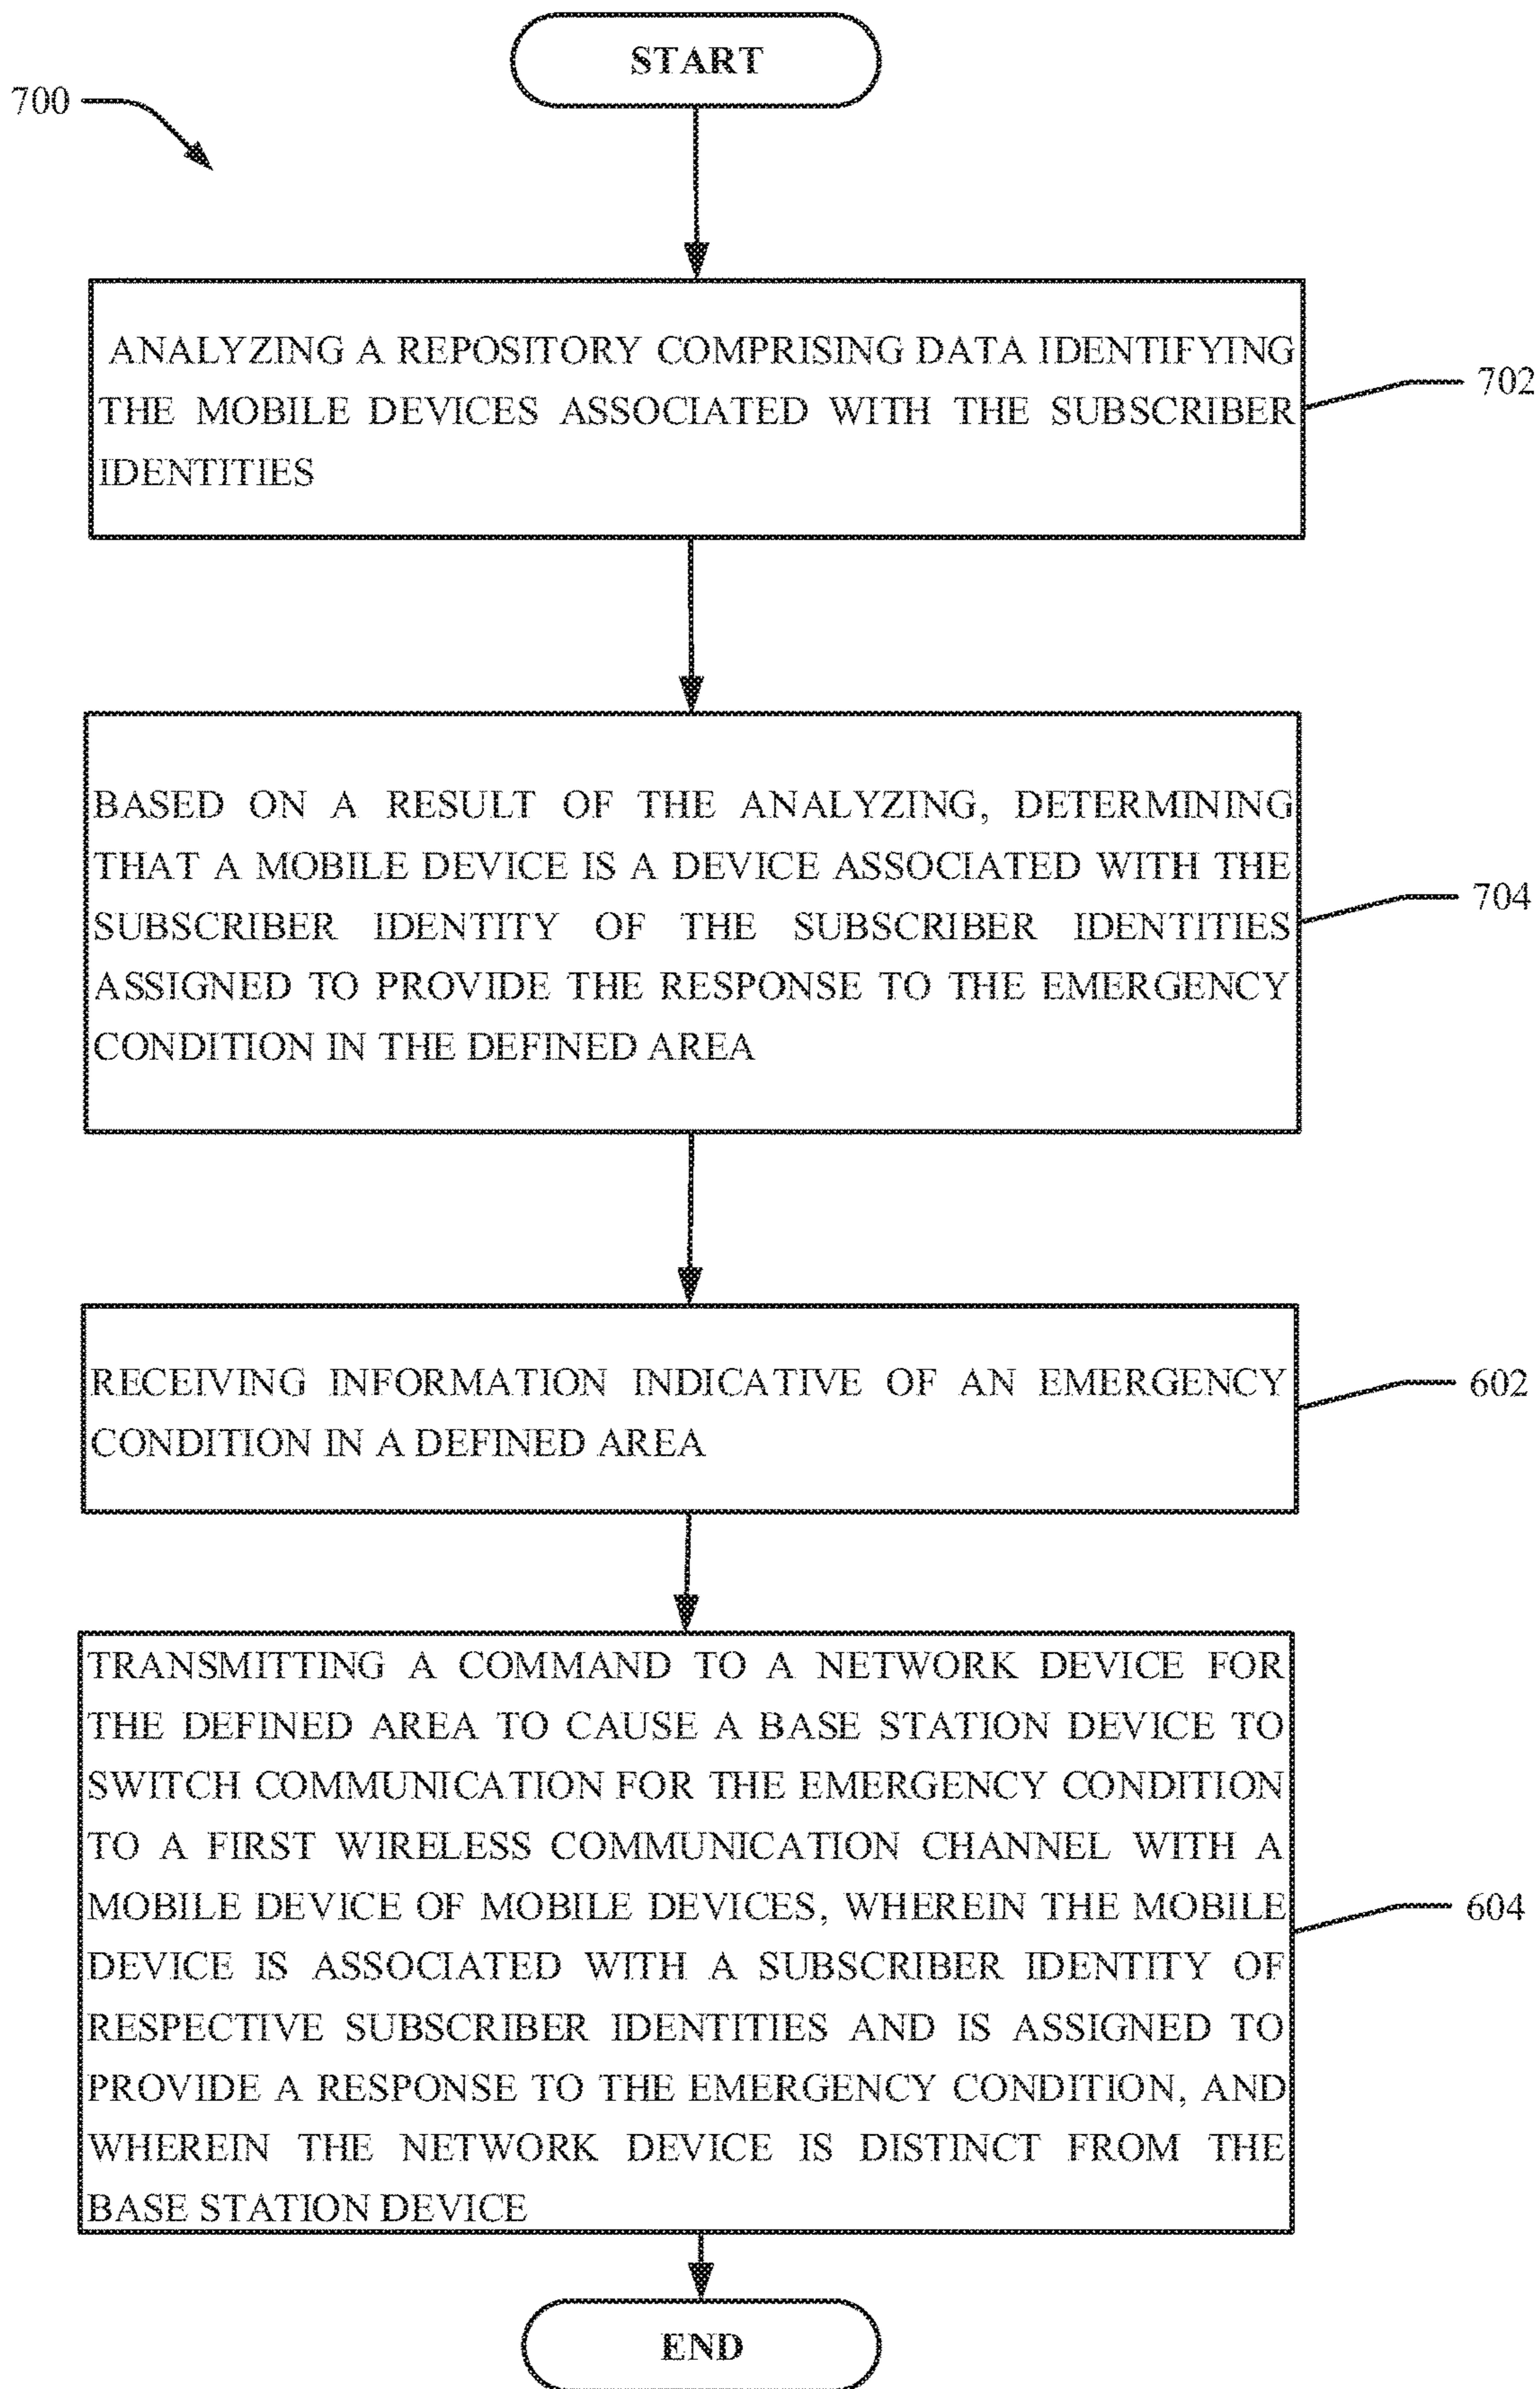 START
700
ANALYZING A REPOSITORY COMPRISING DATA IDENTIFYING
THE MOBILE DEVICES ASSOCIATED WITH THE SUBSCRIBER
IDENTITIES
702
BASED ON A RESULT OF THE ANALYZING, DETERMINING
THAT A MOBILE DEVICE IS A DEVICE ASSOCIATED WITH THE
SUBSCRIBER IDENTITY OF THE SUBSCRIBER IDENTITIES
ASSIGNED TO PROVIDE THE RESPONSE TO THE EMERGENCY
CONDITION IN THE DEFINED AREA
704
RECEIVING INFORMATION INDICATIVE OF AN EMERGENCY
CONDITION IN A DEFINED AREA
602
TRANSMITTING A COMMAND TO A NETWORK DEVICE FOR
THE DEFINED AREA TO CAUSE A BASE STATION DEVICE TO
SWITCH COMMUNICATION FOR THE EMERGENCY CONDITION
TO A FIRST WIRELESS COMMUNICATION CHANNEL WITH A
MOBILE DEVICE OF MOBILE DEVICES, WHEREIN THE MOBILE
DEVICE IS ASSOCIATED WITH A SUBSCRIBER IDENTITY OF
RESPECTIVE SUBSCRIBER IDENTITIES AND IS ASSIGNED TO
PROVIDE A RESPONSE TO THE EMERGENCY CONDITION, AND
WHEREIN THE NETWORK DEVICE IS DISTINCT FROM THE
BASE STATION DEVICE
604
END